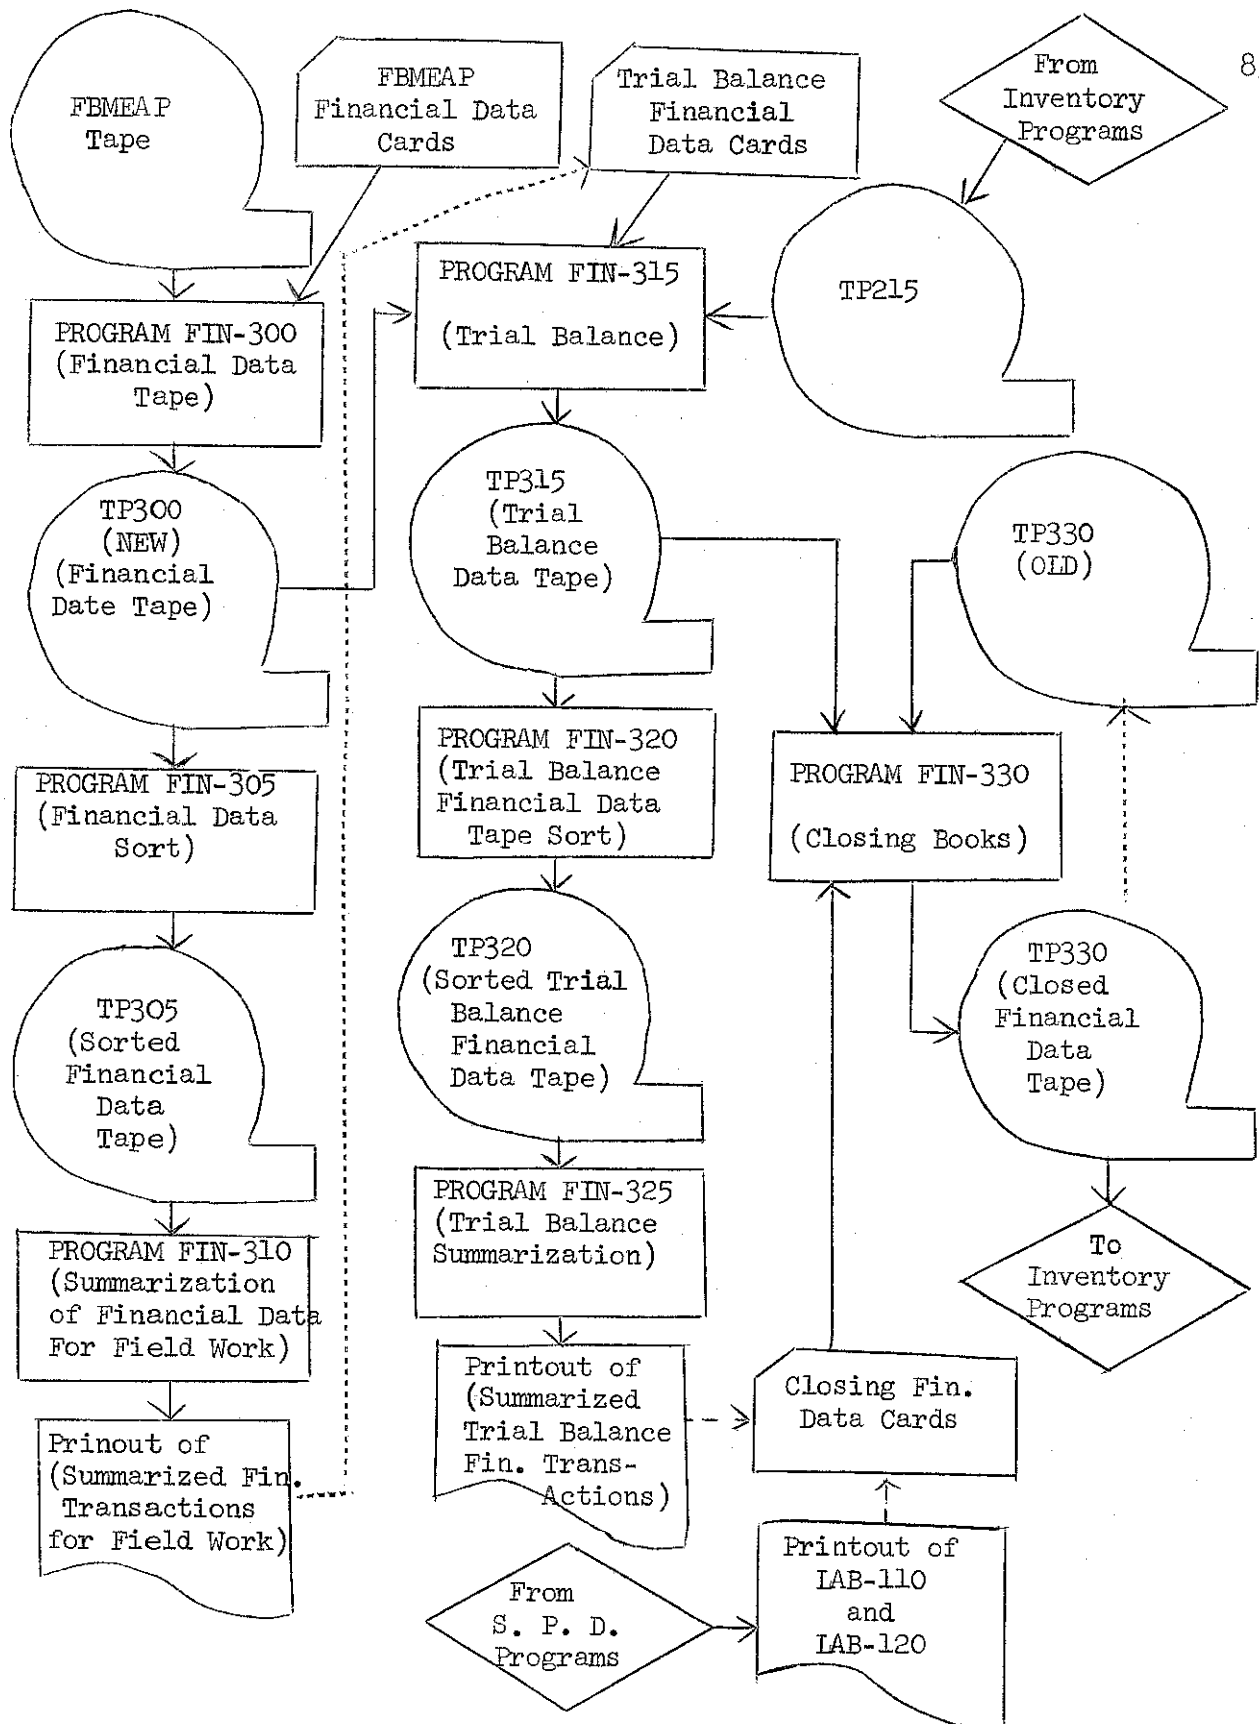 8
FBMEAP
Tape
FBMEAP
Financial Data
Cards
Trial Balance
Financial
Data Cards
From
Inventory
Programs
PROGRAM FIN-300
(Financial Data
Tape)
PROGRAM FIN-315
(Trial Balance)
TP215
TP300
(NEW)
(Financial
Date Tape)
TP315
(Trial
Balance
Data Tape)
TP330
(OLD)
PROGRAM FIN-305
(Financial Data
Sort)
PROGRAM FIN-320
(Trial Balance
Financial Data
Tape Sort)
PROGRAM FIN-330
(Closing Books)
TP305
(Sorted
Financial
Data
Tape)
TP320
(Sorted Trial
Balance
Financial
Data Tape)
TP330
(Closed
Financial
Data
Tape)
PROGRAM FIN-310
(Summarization
of Financial Data
For Field Work)
PROGRAM FIN-325
(Trial Balance
Summarization)
To
Inventory
Programs
Prinout of
(Summarized Fin.
Transactions
for Field Work)
Printout of
(Summarized
Trial Balance
Fin. Trans-
Actions)
Closing Fin.
Data Cards
From
S. P. D.
Programs
Printout of
LAB-110
and
LAB-120